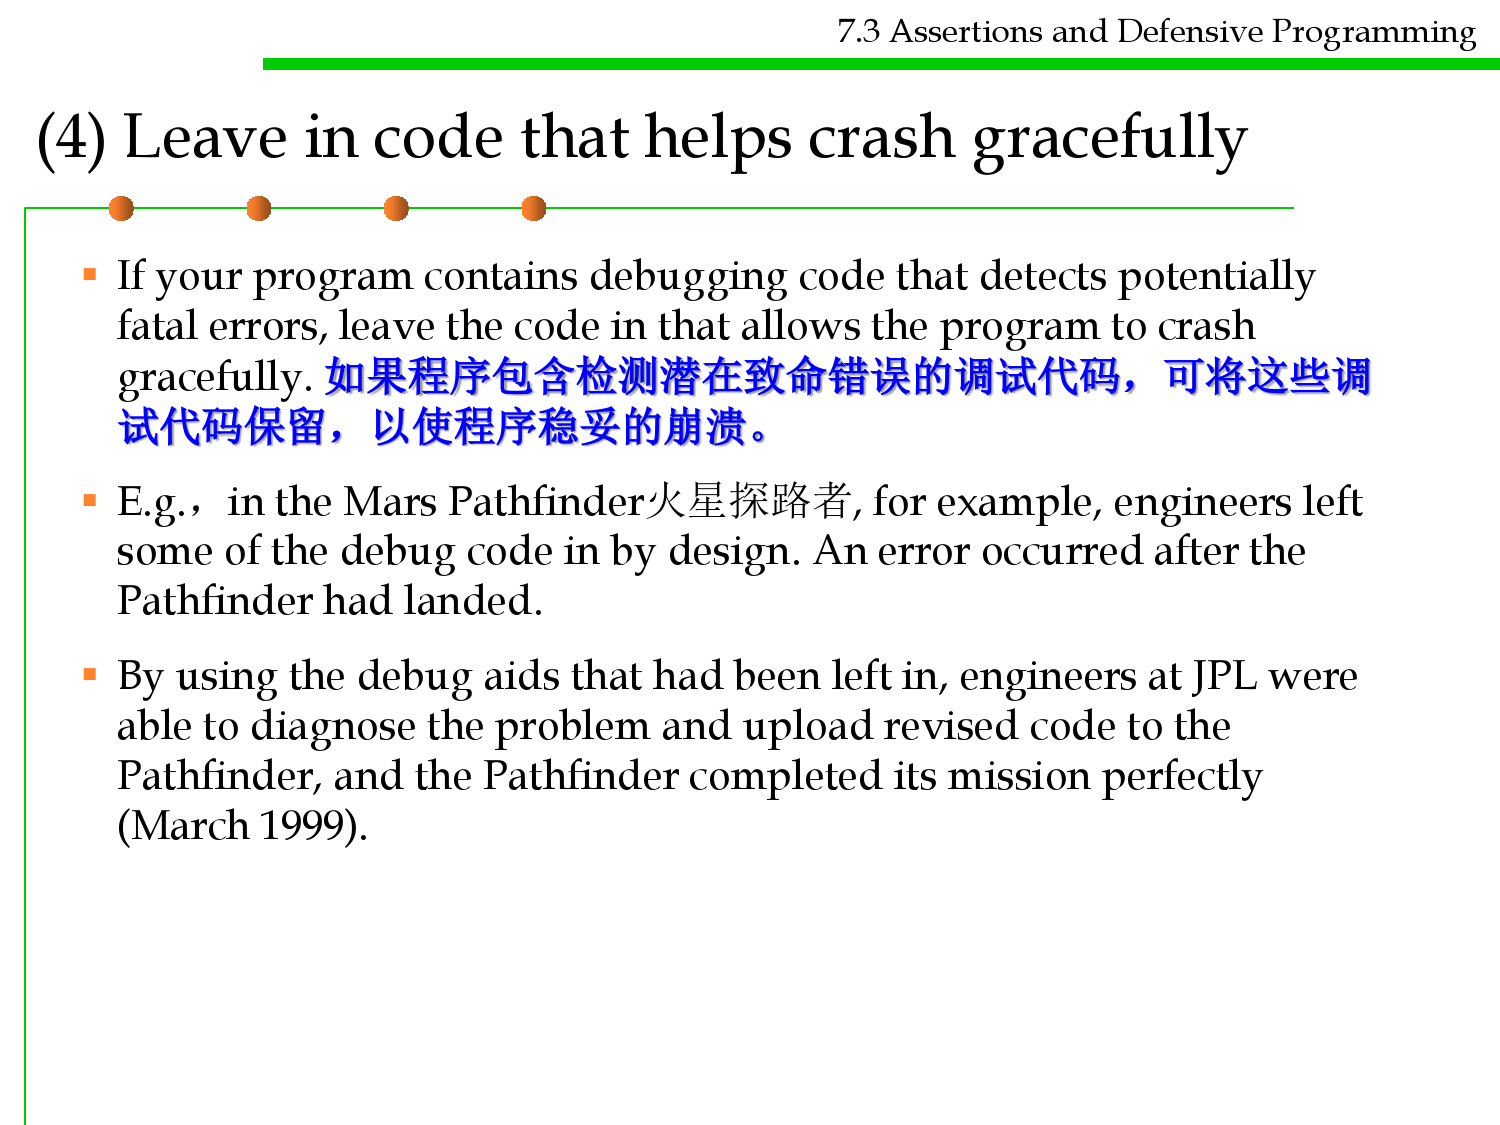 7.3 Assertions and Defensive Programming
(4) Leave in code that helps crash gracefully
▪ If your program contains debugging code that detects potentially
fatal errors, leave the code in that allows the program to crash
gracefully. 如果程序包含检测潜在致命错误的调试代码，可将这些调
试代码保留，以使程序稳妥的崩溃。
▪ E.g.，in the Mars Pathfinder火星探路者, for example, engineers left
some of the debug code in by design. An error occurred after the
Pathfinder had landed.
▪ By using the debug aids that had been left in, engineers at JPL were
able to diagnose the problem and upload revised code to the
Pathfinder, and the Pathfinder completed its mission perfectly
(March 1999).